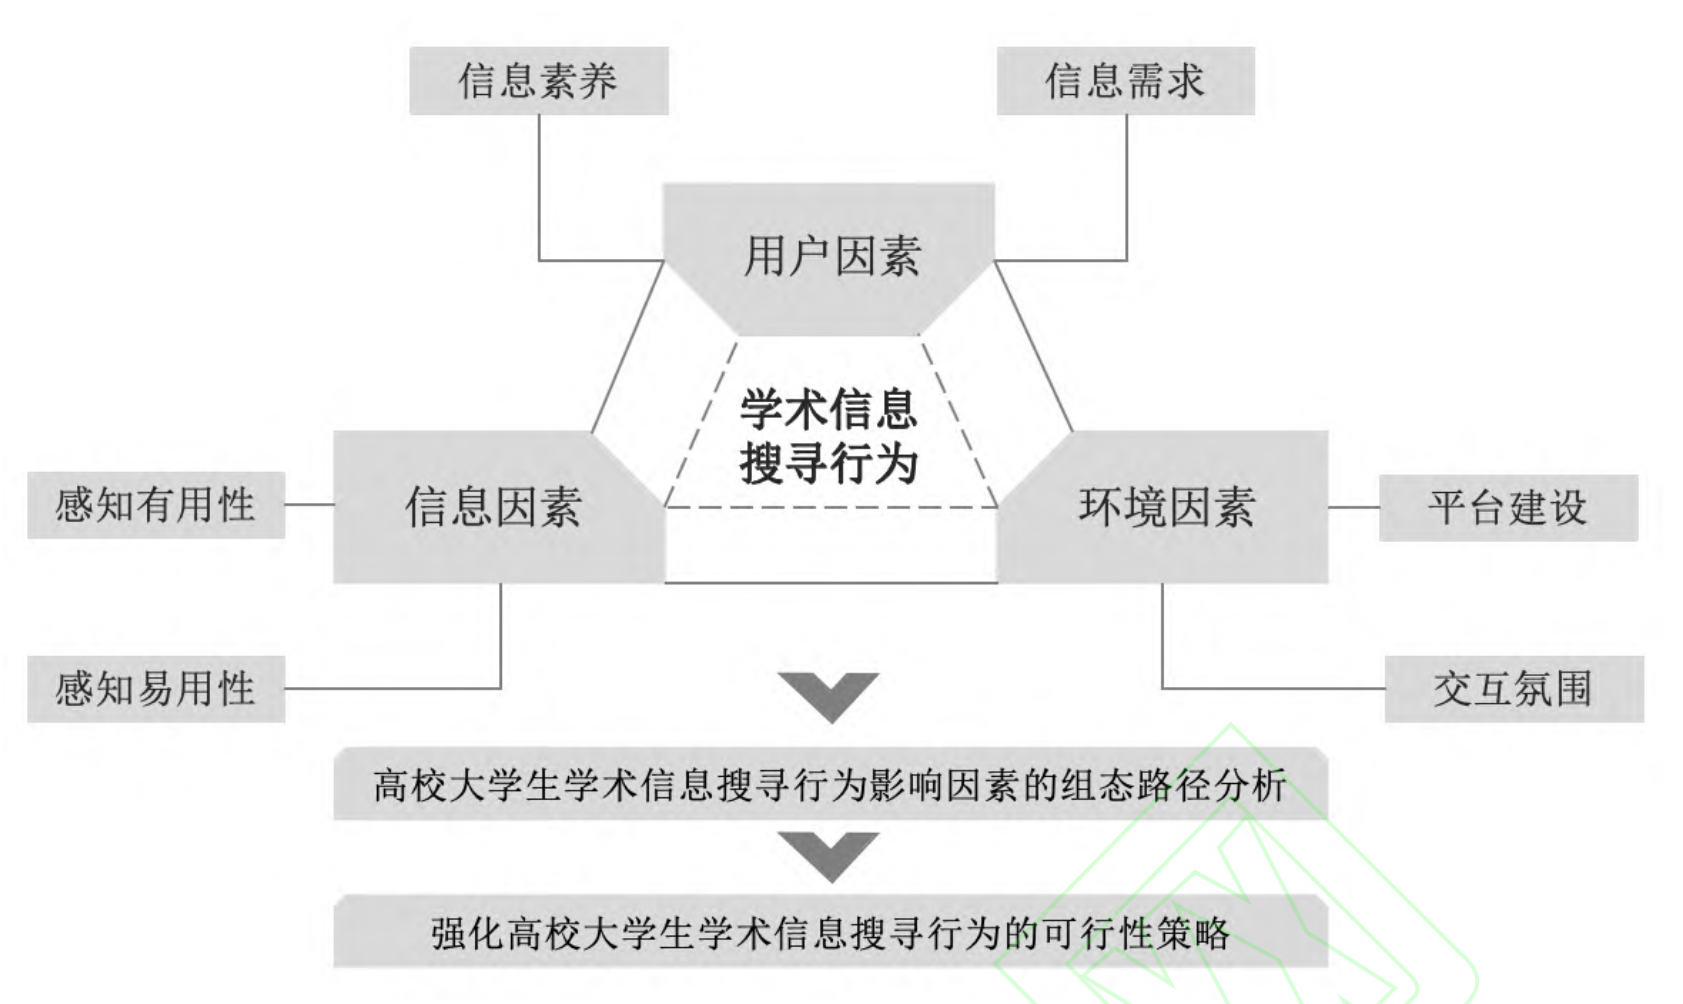 信息素养
信息需求
用户因素
学术信息
搜寻行为
感知有用性
信息因素
环境因素
平台建设
感知易用性
交互氛围
高校大学生学术信息搜寻行为影响因素的组态路径分析
强化高校大学生学术信息搜寻行为的可行性策略